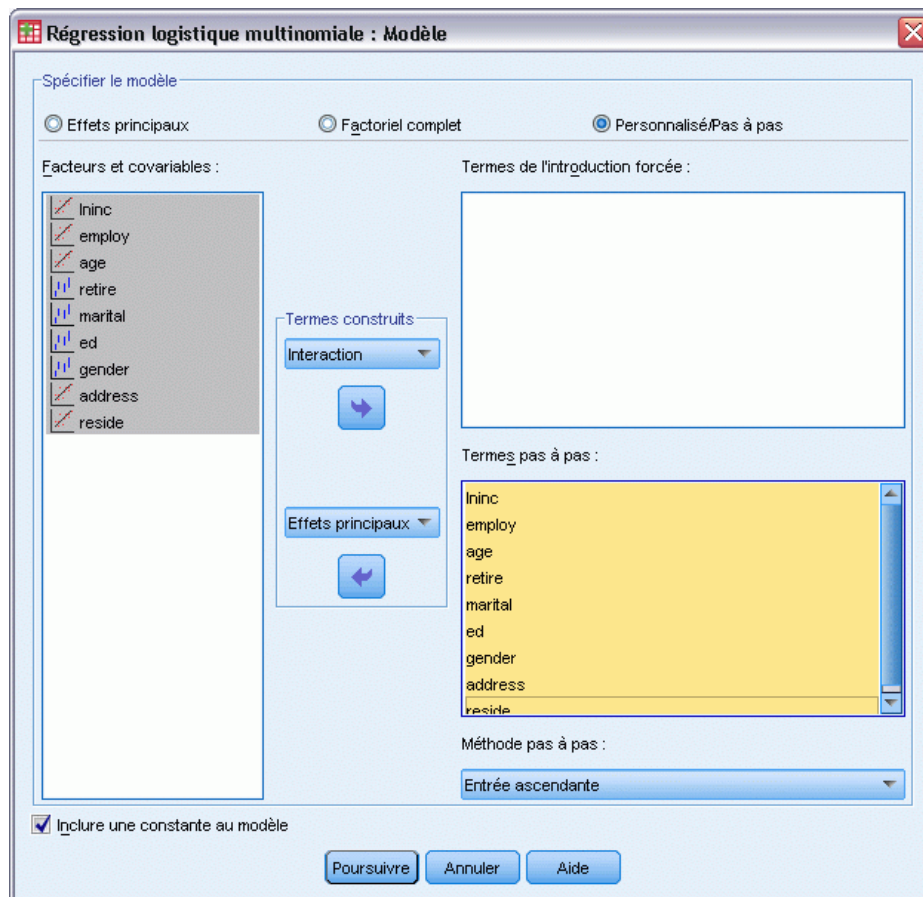 Régression logistique multinomiale : Modèle
Spécifier le modèle
Effets principaux
Factoriel complet
Personnalisé/Pas à pas
Facteurs et covariables :
lninc
employ
age
retire
marital
ed
gender
address
reside
Termes construits
Interaction
Effets principaux
Termes de l'introduction forcée :
Termes pas à pas :
lninc
employ
age
retire
marital
ed
gender
address
reside
Méthode pas à pas :
Entrée ascendante
Inclure une constante au modèle
Poursuivre
Annuler
Aide